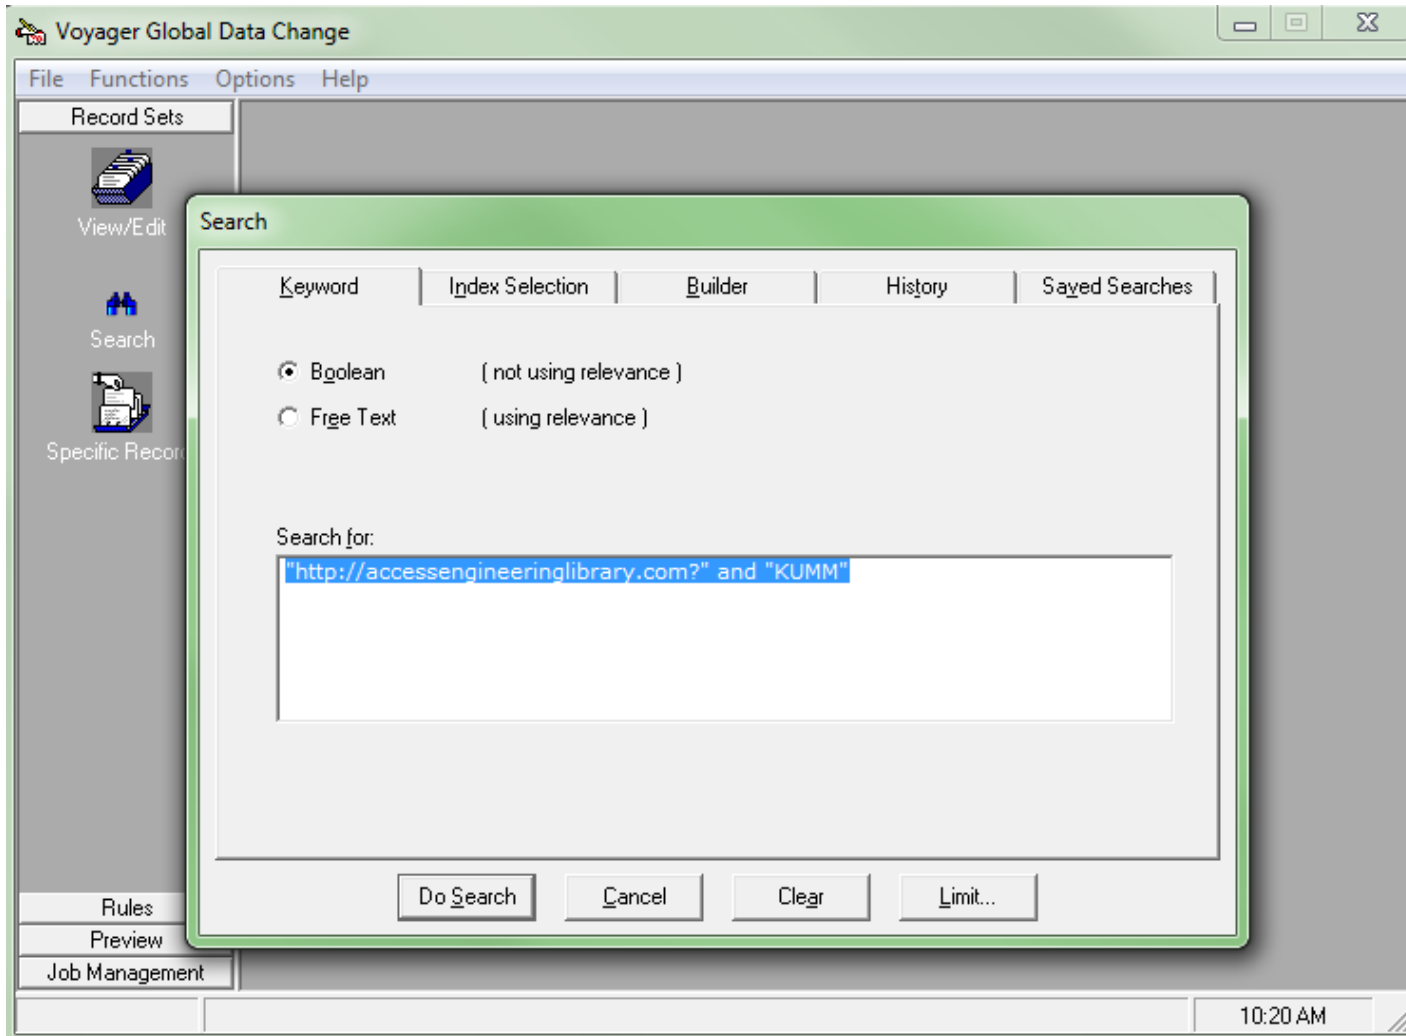 Voyager Global Data Change
File Functions Options Help
Record Sets
View/Edit
Search
Specific Recor
Rules
Preview
Job Management
Search
Keyword Index Selection Builder History Saved Searches
Boolean ( not using relevance )
Free Text ( using relevance )
Search for:
"http://accessengineeringlibrary.com?" and "KUMM"
Do Search Cancel Clear Limit...
10:20 AM